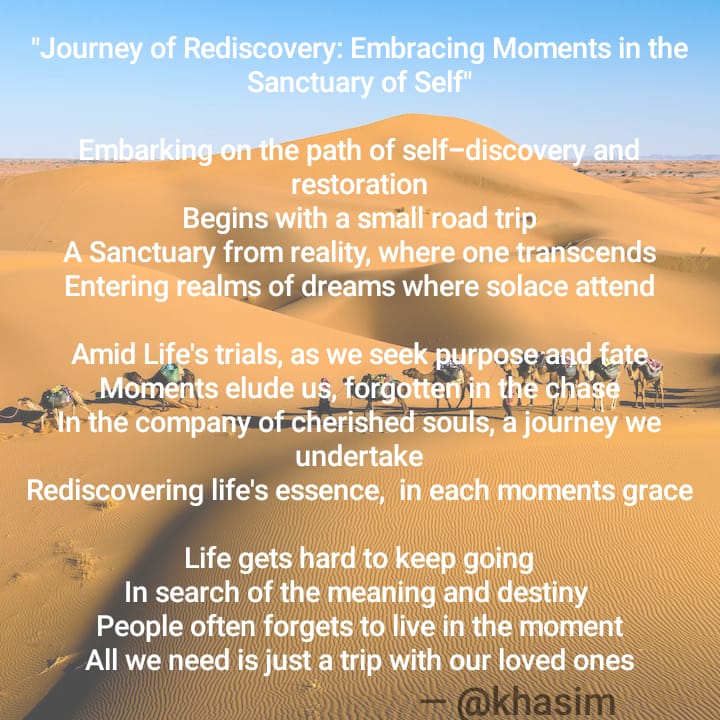 "Journey of Rediscovery: Embracing Moments in the
Sanctuary of Self"
Embarking on the path of self–discovery and
restoration
Begins with a small road trip
A Sanctuary from reality, where one transcends
Entering realms of dreams where solace attend
Amid Life's trials, as we seek purpose and fate
Moments elude us, forgotten in the chase
In the company of cherished souls, a journey we
undertake
Rediscovering life's essence, in each moments grace
Life gets hard to keep going
In search of the meaning and destiny
People often forgets to live in the moment
All we need is just a trip with our loved ones
— @khasim